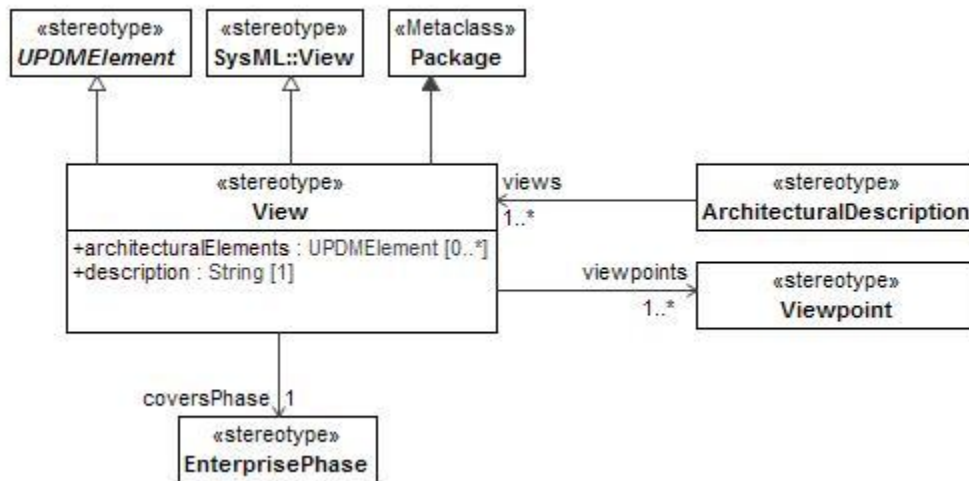 «stereotype»
UPDMElement
«stereotype»
SysML::View
«Metaclass»
Package
«stereotype»
View
+architecturalElements : UPDMElement [0..*]
+description : String [1]
views
1..*
«stereotype»
ArchitecturalDescription
viewpoints
1..*
«stereotype»
Viewpoint
coversPhase 1
«stereotype»
EnterprisePhase